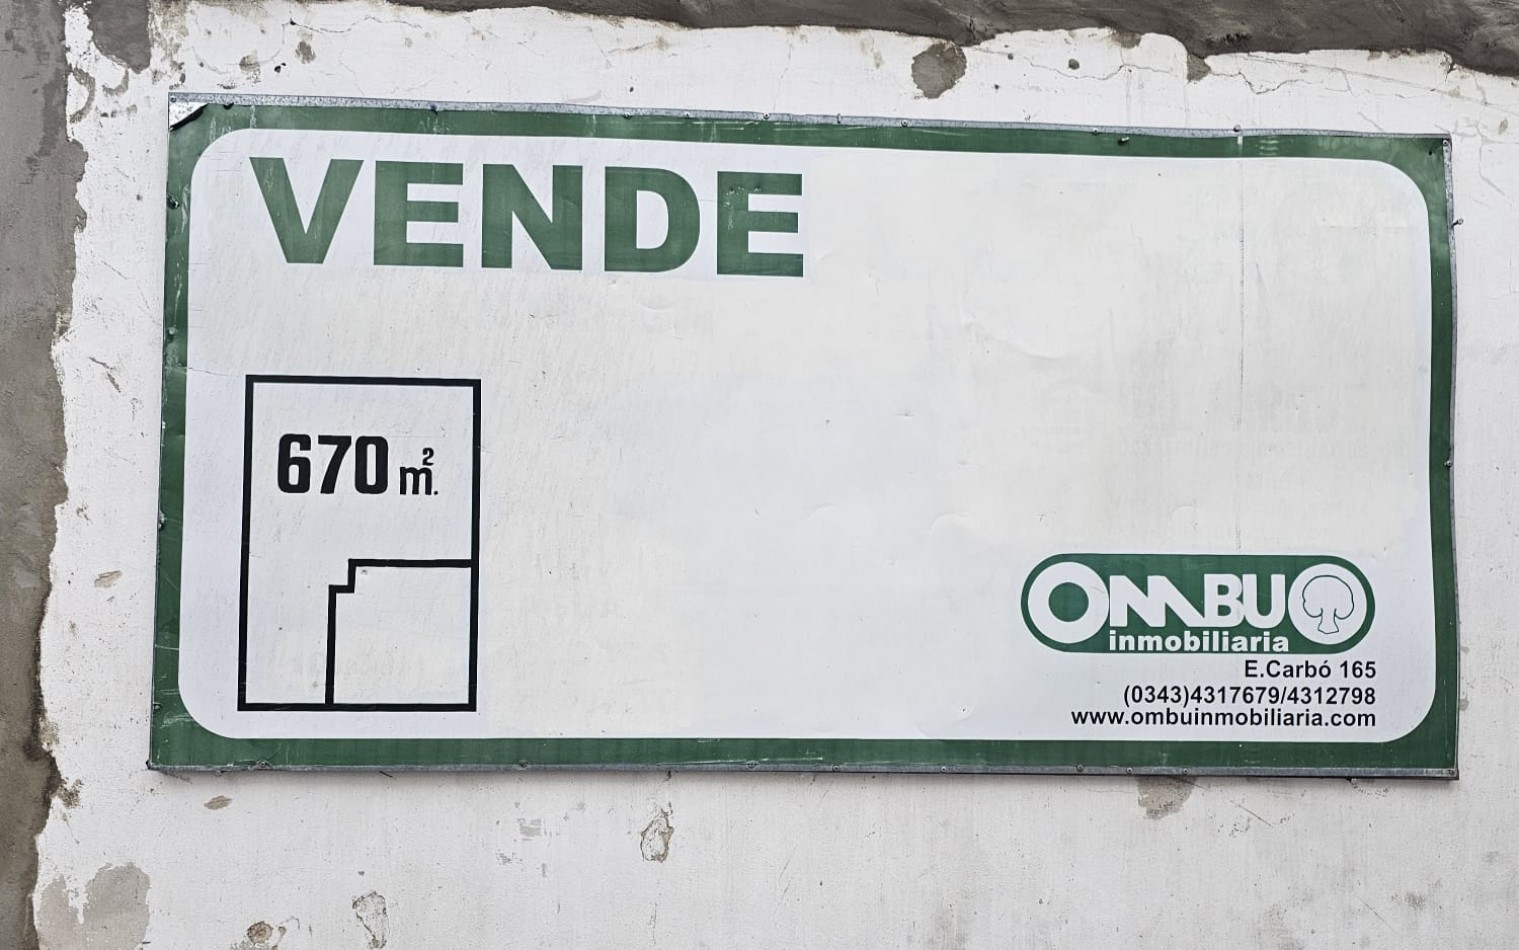 VENDE
670 m².
OMBU
inmobiliaria
E.Carbó 165
(0343)4317679/4312798
www.ombuinmobiliaria.com